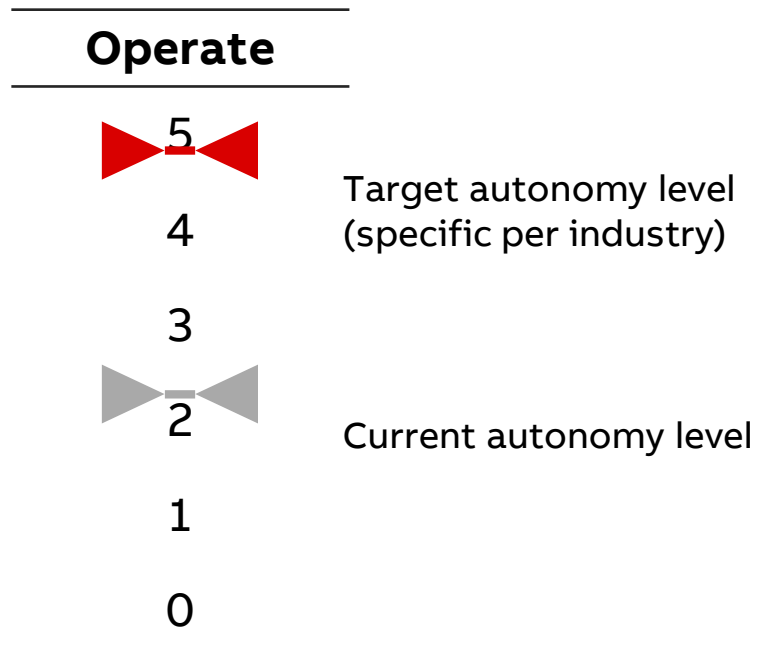 Operate
5
Target autonomy level
4
(specific per industry)
3
2
Current autonomy level
1
0